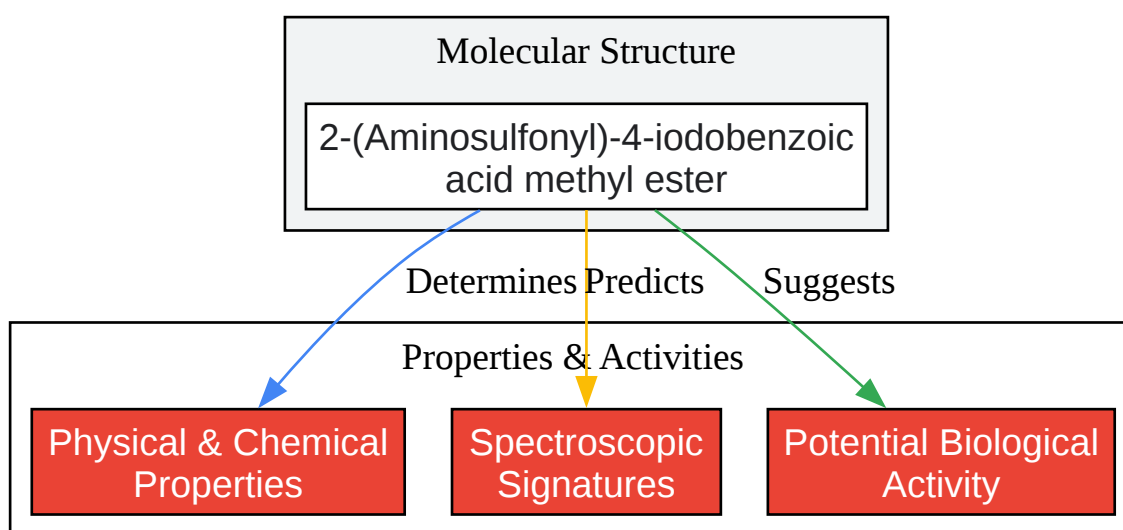 Molecular Structure
2-(Aminosulfonyl)-4-iodobenzoic
acid methyl ester
Determines
Predicts
Suggests
Properties & Activities
Physical & Chemical
Properties
Spectroscopic
Signatures
Potential Biological
Activity